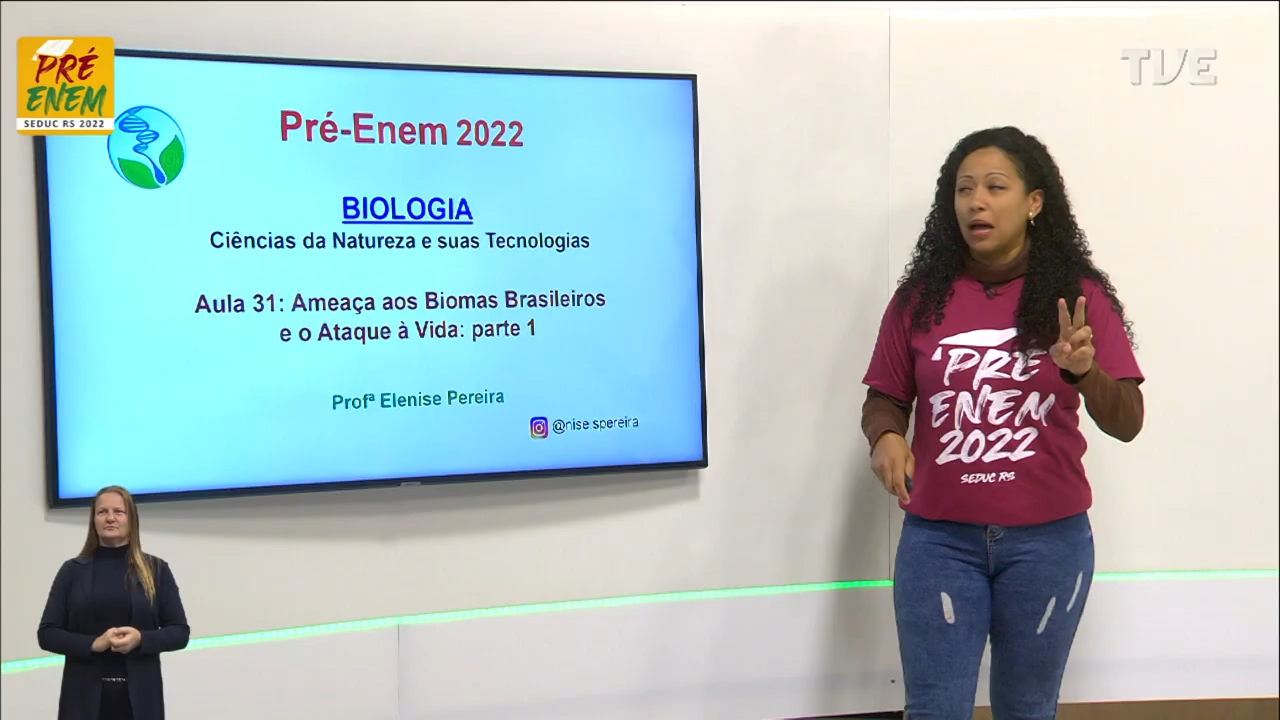 PRÉ
ENEM
SEDUC RS 2022
TVE
Pré-Enem 2022
BIOLOGIA
Ciências da Natureza e suas Tecnologias
Aula 31: Ameaça aos Biomas Brasileiros
e o Ataque à Vida: parte 1
Profª Elenise Pereira
@nise.spereira
PRÉ
ENEM
2022
SEDUC RS